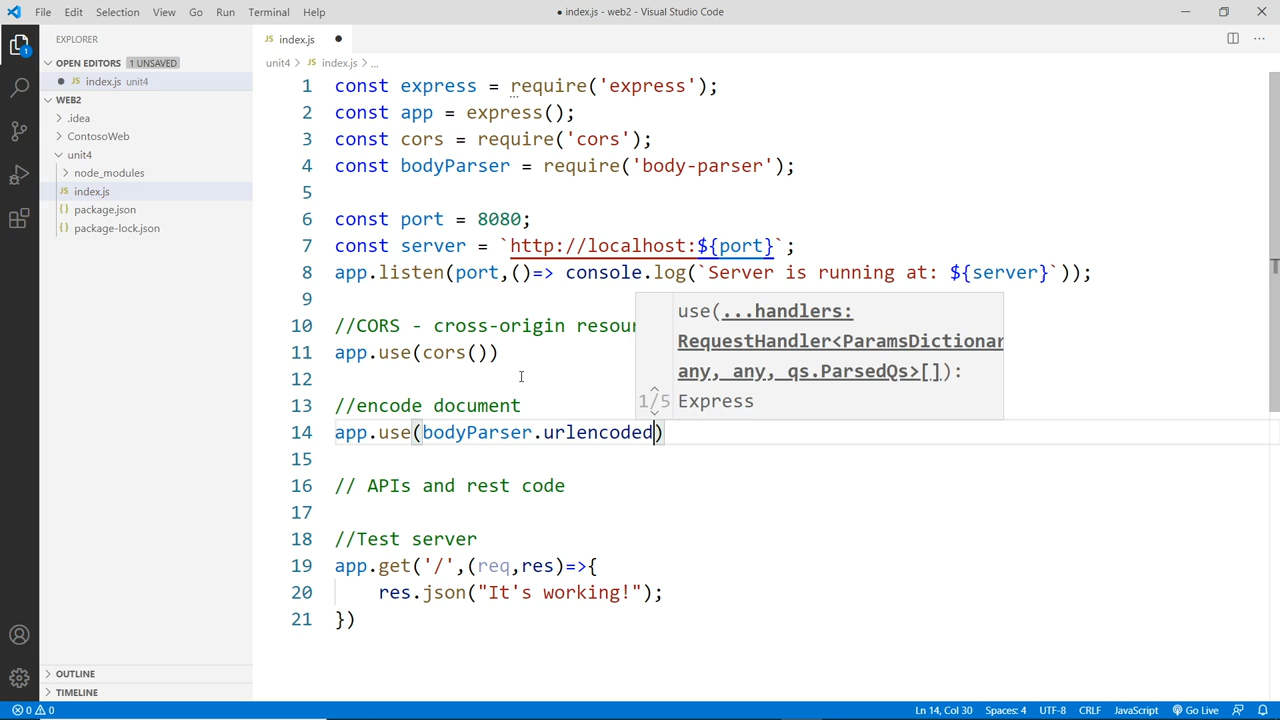 File Edit Selection View Go Run Terminal Help
● index.js - web2 - Visual Studio Code
EXPLORER
OPEN EDITORS 1 UNSAVED
JS index.js unit4
WEB2
.idea
ContosoWeb
unit4
node_modules
JS index.js
{} package.json
{} package-lock.json
OUTLINE
TIMELINE
1
JS index.js ●
unit4 > JS index.js > ...
1 const express = require('express');
2 const app = express();
3 const cors = require('cors');
4 const bodyParser = require('body-parser');
5
6 const port = 8080;
7 const server = `http://localhost:${port}`;
8 app.listen(port,()=> console.log(`Server is running at: ${server}`));
9
10 //CORS - cross-origin resour
11 app.use(cors())
12
13 //encode document
14 app.use(bodyParser.urlencoded)
15
16 // APIs and rest code
17
18 //Test server
19 app.get('/',(req,res)=>{
20 res.json("It's working!");
21 })
use(...handlers:
RequestHandler<ParamsDictionar
any, any, qs.ParsedQs>[]):
1/5 Express
0 0 Ln 14, Col 30 Spaces: 4 UTF-8 CRLF JavaScript Go Live